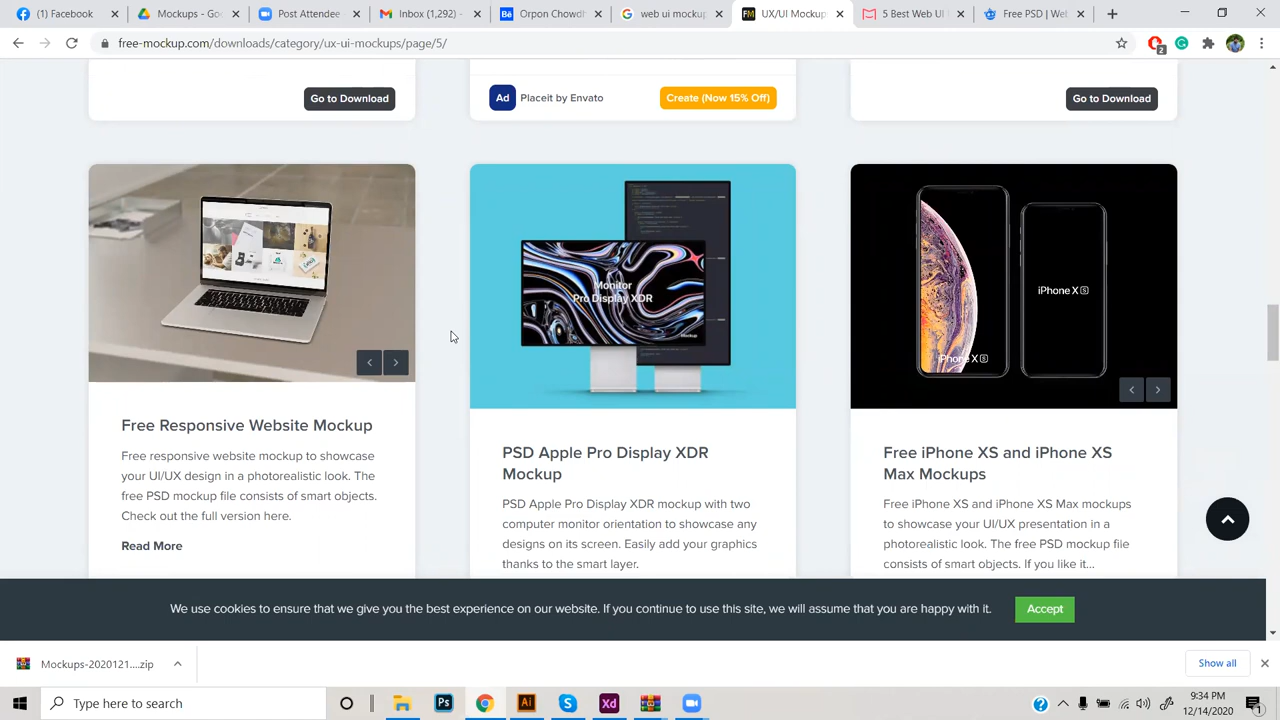 (1) Facebook
Mockups - Goo
Post Attendee
Inbox (1,292) -
Orpon Chowdh
web ui mockup
UX/UI Mockups
5 Best Web UI
Free PSD | Web
free-mockup.com/downloads/category/ux-ui-mockups/page/5/
2
Go to Download
Ad
Placeit by Envato
Create (Now 15% Off)
Go to Download
Monitor
Pro Display XDR
Mockup
iPhone XS
iPhone XS
Free Responsive Website Mockup
Free responsive website mockup to showcase
your UI/UX design in a photorealistic look. The
free PSD mockup file consists of smart objects.
Check out the full version here.
Read More
PSD Apple Pro Display XDR
Mockup
PSD Apple Pro Display XDR mockup with two
computer monitor orientation to showcase any
designs on its screen. Easily add your graphics
thanks to the smart layer.
Free iPhone XS and iPhone XS
Max Mockups
Free iPhone XS and iPhone XS Max mockups
to showcase your UI/UX presentation in a
photorealistic look. The free PSD mockup file
consists of smart objects. If you like it...
We use cookies to ensure that we give you the best experience on our website. If you continue to use this site, we will assume that you are happy with it.
Accept
Mockups-2020121....zip
Show all
Type here to search
Ps
Ai
S
Xd
9:34 PM
12/14/2020
1